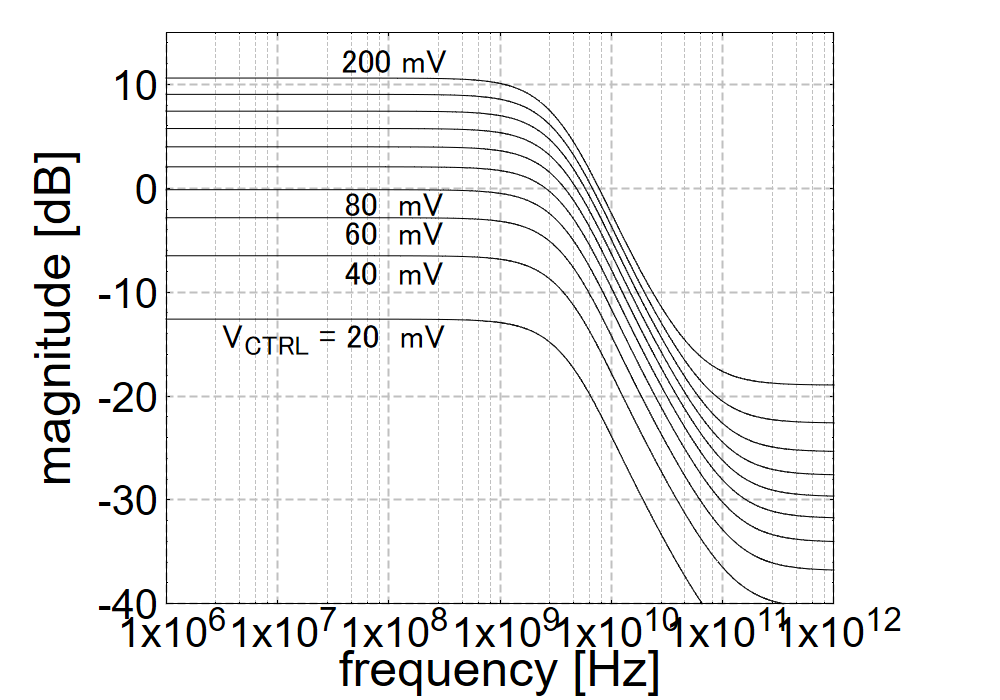 magnitude [dB]
10
0
-10
-20
-30
-40
200 mV
80 mV
60 mV
40 mV
V_CTRL = 20 mV
1x10^6 1x10^7 1x10^8 1x10^9 1x10^10 1x10^11 1x10^12
frequency [Hz]